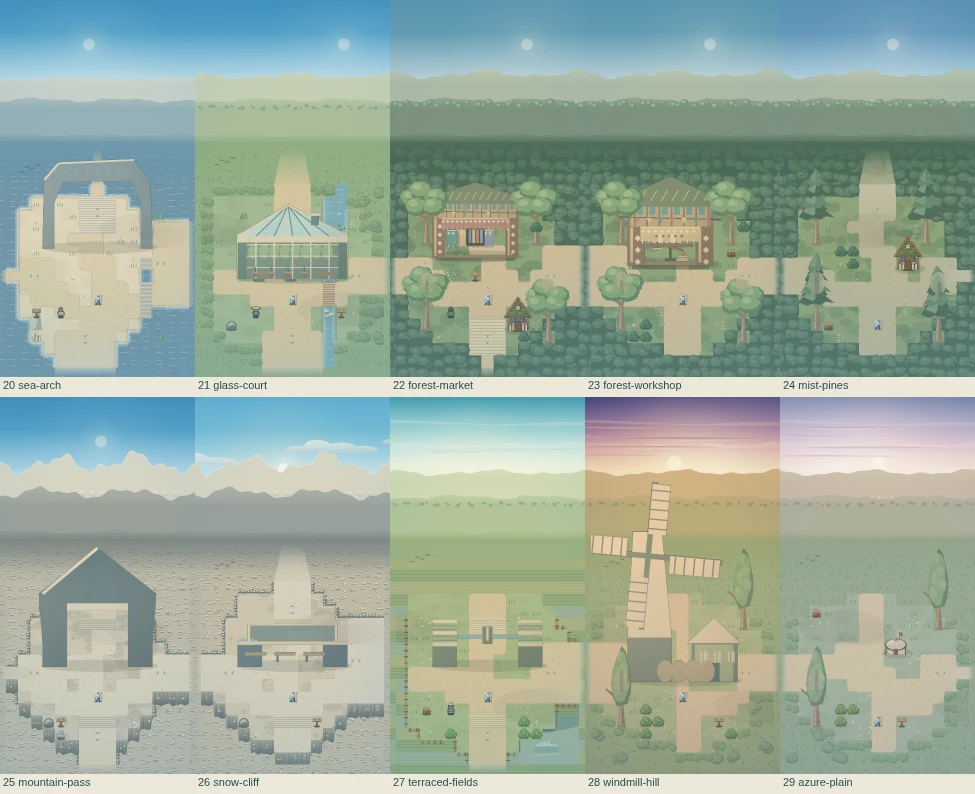 20 sea-arch
21 glass-court
22 forest-market
23 forest-workshop
24 mist-pines
25 mountain-pass
26 snow-cliff
27 terraced-fields
28 windmill-hill
29 azure-plain